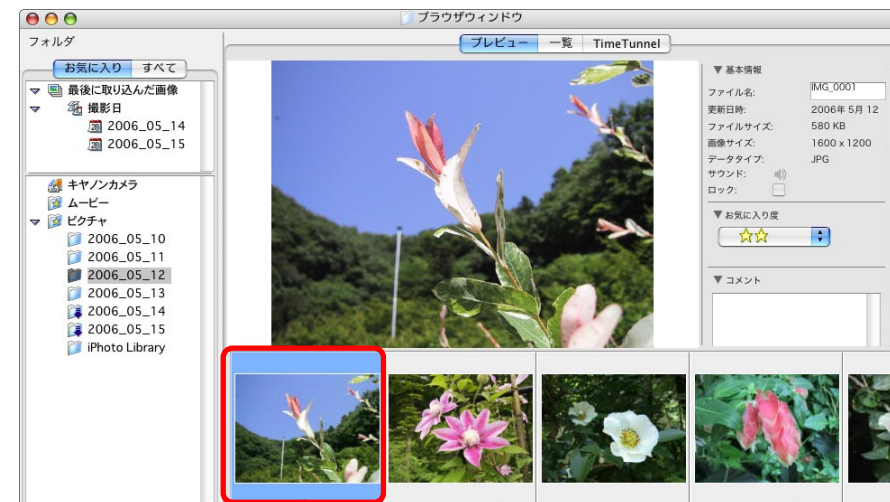 ブラウザウィンドウ
フォルダ
お気に入り すべて
最後に取り込んだ画像
撮影日
2006_05_14
2006_05_15
キヤノンカメラ
ムービー
ピクチャ
2006_05_10
2006_05_11
2006_05_12
2006_05_13
2006_05_14
2006_05_15
iPhoto Library
プレビュー 一覧 TimeTunnel
▼ 基本情報
ファイル名: IMG_0001
更新日時: 2006年 5月 12
ファイルサイズ: 580 KB
画像サイズ: 1600 x 1200
データタイプ: JPG
サウンド:
ロック:
▼ お気に入り度
☆☆
▼ コメント